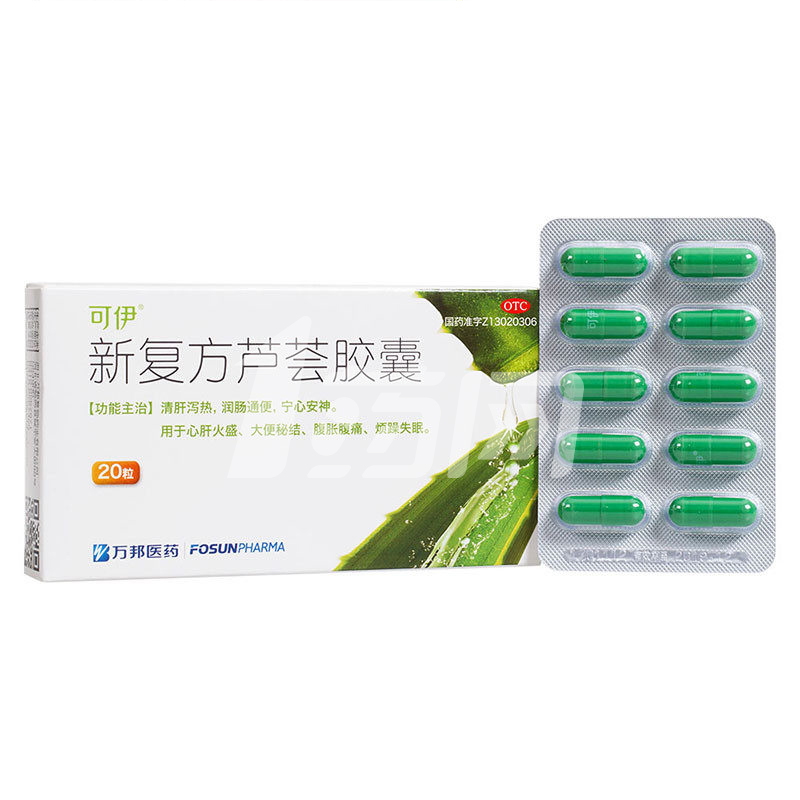 可伊®
OTC
国药准字Z13020306
新复方芦荟胶囊
【功能主治】清肝泻热，润肠通便，宁心安神。
用于心肝火盛、大便秘结、腹胀腹痛、烦躁失眠。
20粒
万邦医药 FOSUNPHARMA
可伊